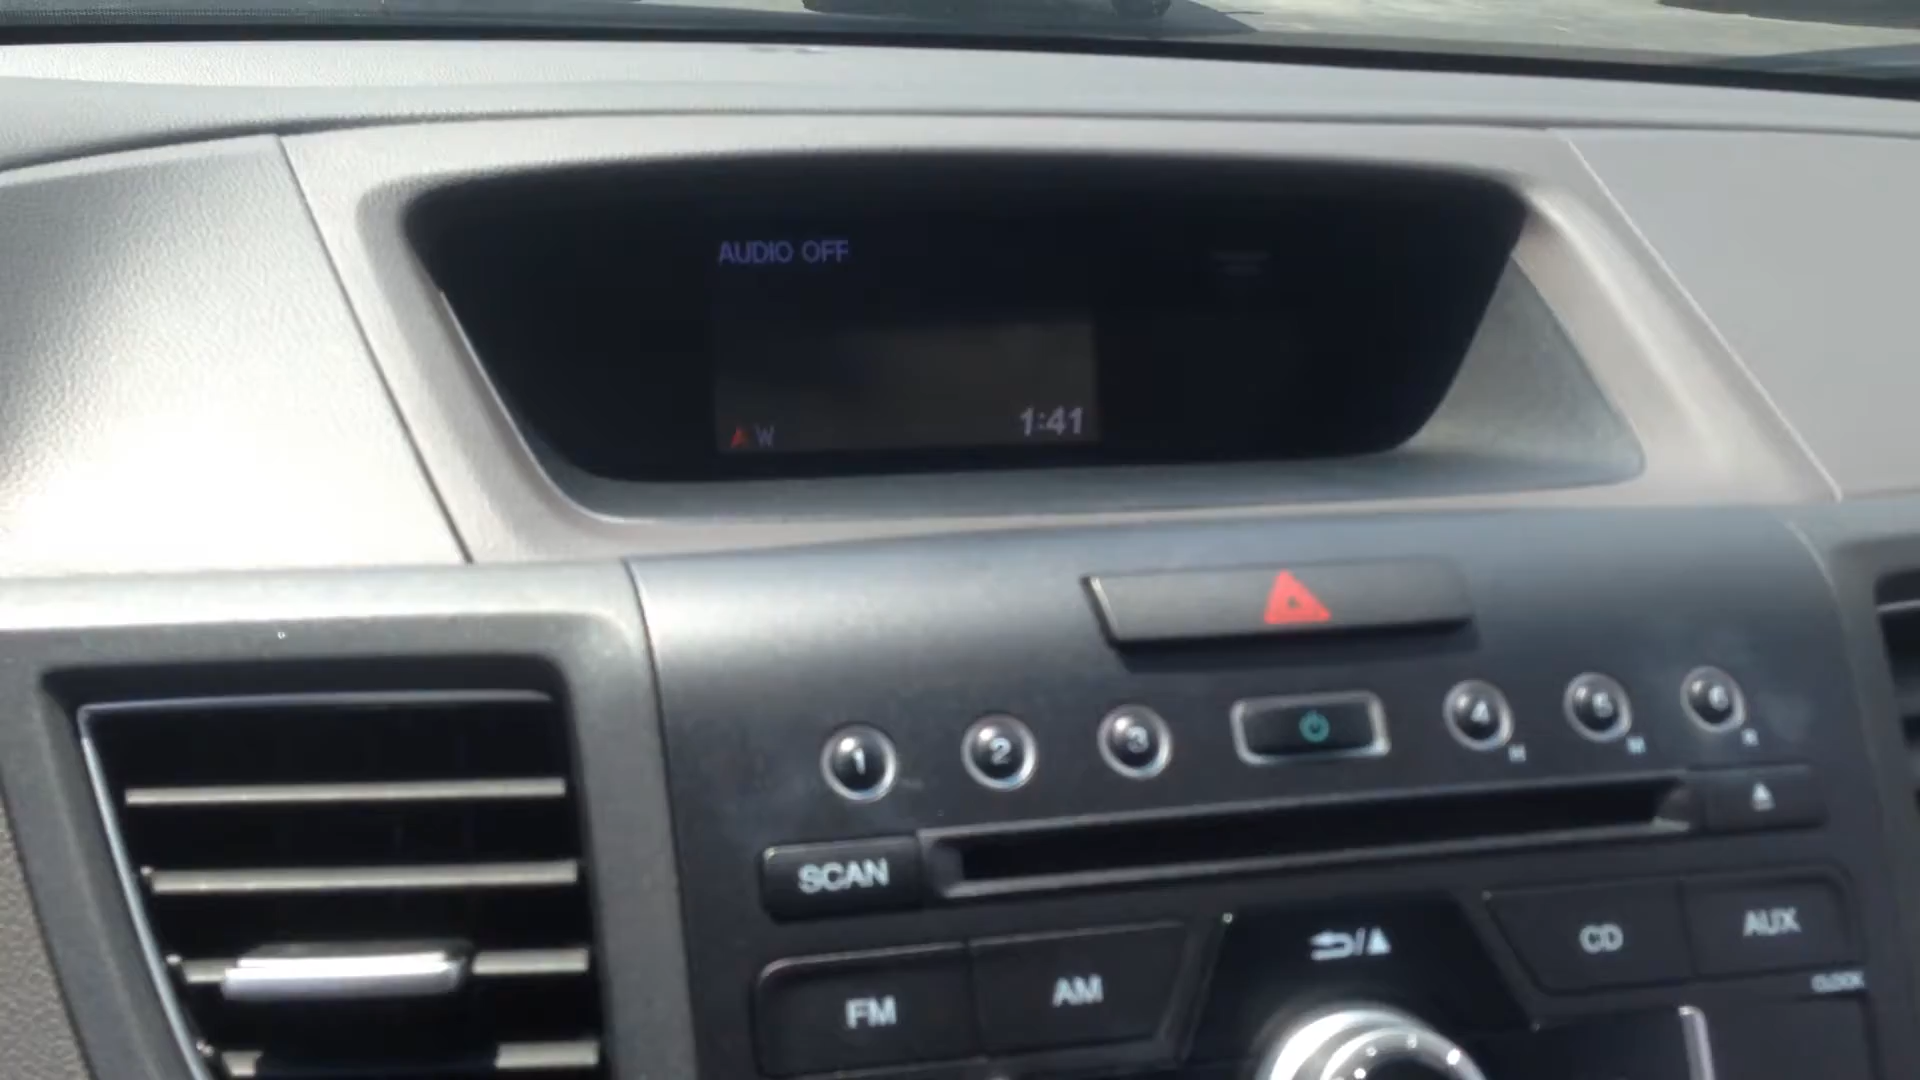 AUDIO OFF
W 1:41
1 2 3 4 5 6
H M R
SCAN
FM AM CD AUX
CLOCK